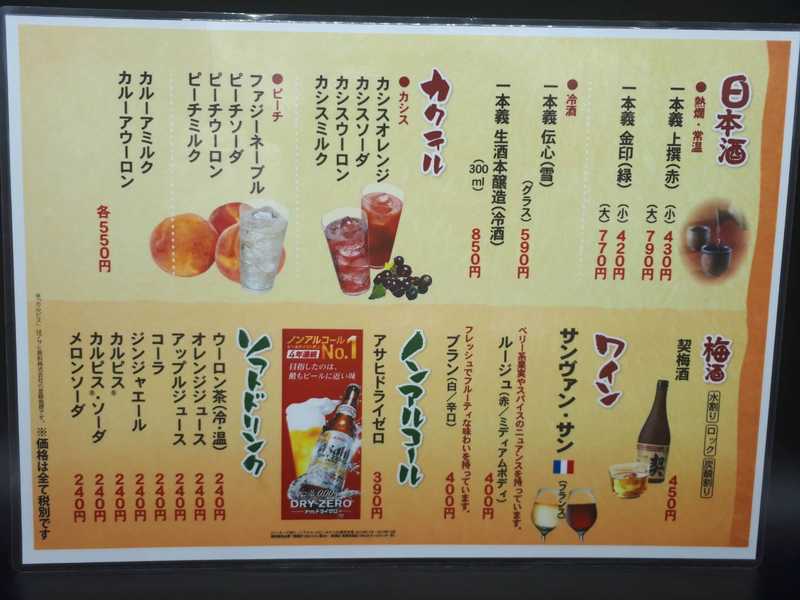 日本酒
●熱燗・常温
一本義 上撰(赤) (小) 430円
(大) 790円
一本義 金印(緑) (小) 420円
(大) 770円
●冷酒
一本義 伝心(雪) (グラス) 590円
一本義 生酒本醸造(冷酒) (300ml) 850円
カクテル
●カシス
カシスオレンジ
カシスソーダ
カシスウーロン
カシスミルク
●ピーチ
ファジーネーブル
ピーチソーダ
ピーチウーロン
ピーチミルク
カルーアミルク
カルーアウーロン
各550円
梅酒
水割り ロック 炭酸割り
契梅酒 450円
ワイン
サンヴァン・サン (フランス)
ベリー系果実やスパイスのニュアンスを持っています。
ルージュ(赤/ミディアムボディ) 400円
フレッシュでフルーティな味わいを持っています。
ブラン(白/辛口) 400円
ノンアルコール
アサヒドライゼロ 390円
ノンアルコール
4年連続
No.1
目指したのは、
最もビールに近い味
Asahi
DRY-ZERO
アサヒドライゼロ
ソフトドリンク
ウーロン茶(冷・温) 240円
オレンジジュース 240円
アップルジュース 240円
コーラ 240円
ジンジャエール 240円
カルピス® 240円
カルピス®・ソーダ 240円
メロンソーダ 240円
※価格は全て税別です